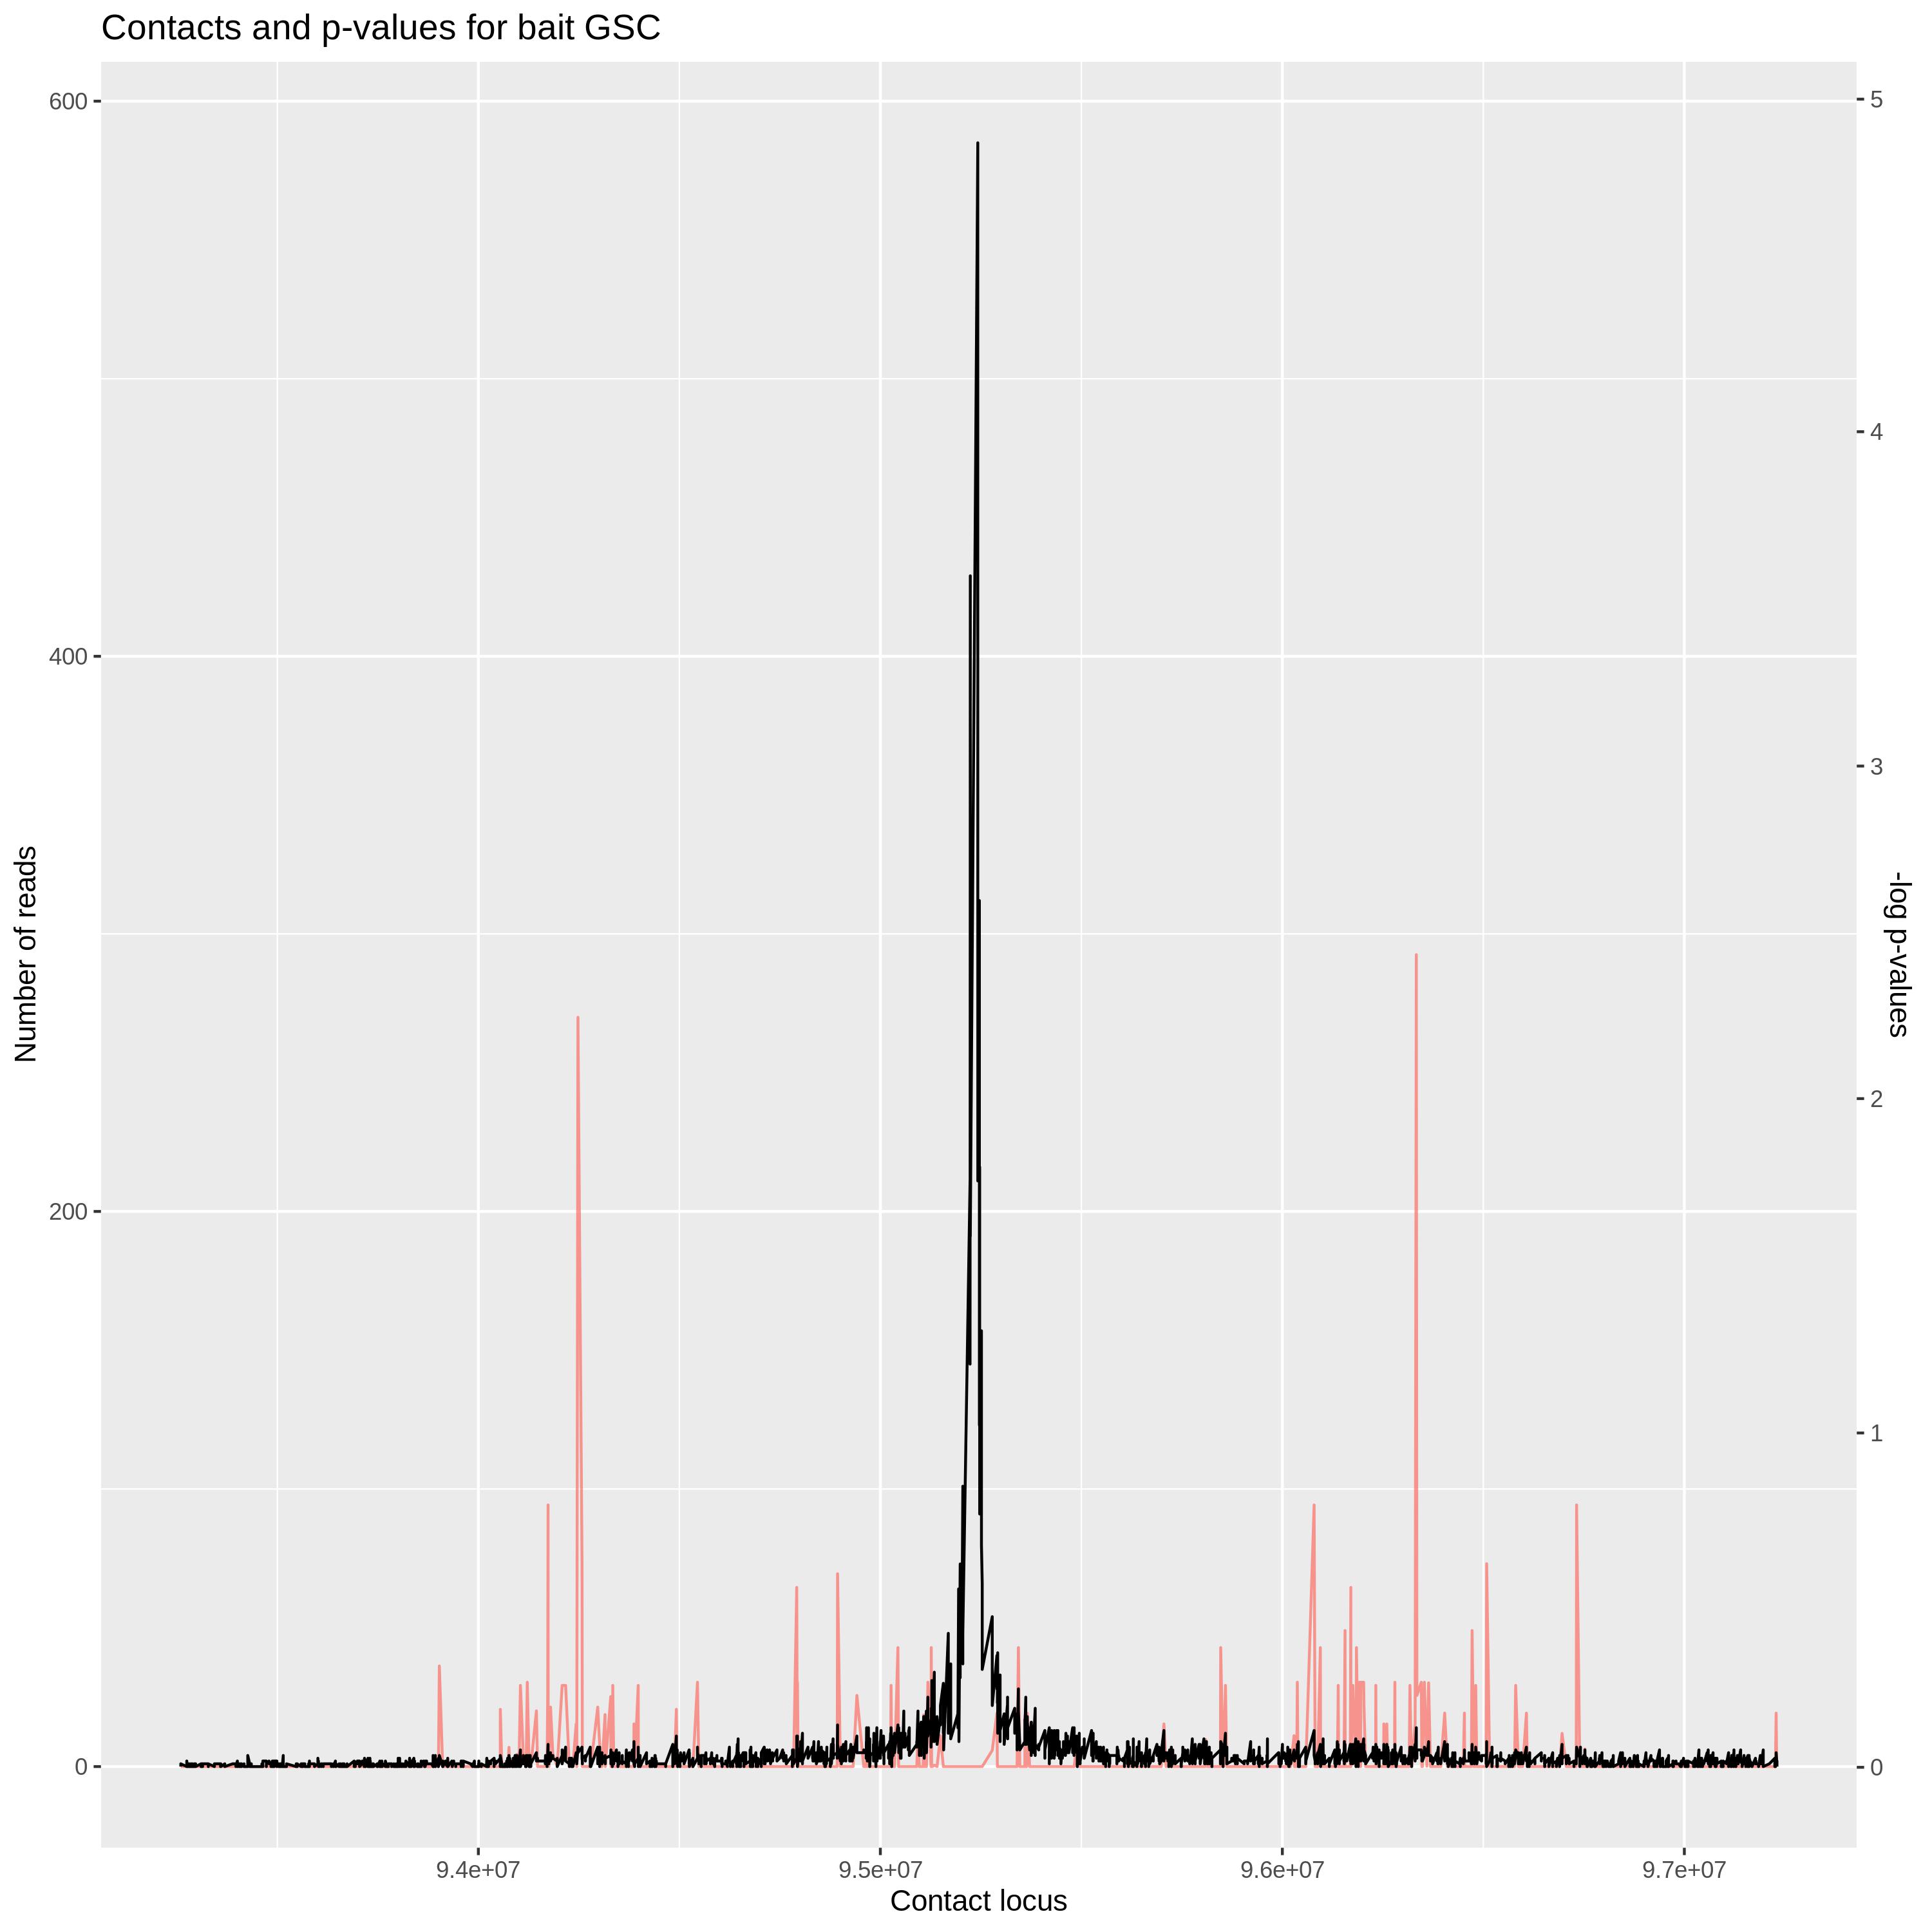 Contacts and p-values for bait GSC
600
400
200
0
Number of reads
5
4
3
2
1
0
-log p-values
9.4e+07
9.5e+07
9.6e+07
9.7e+07
Contact locus